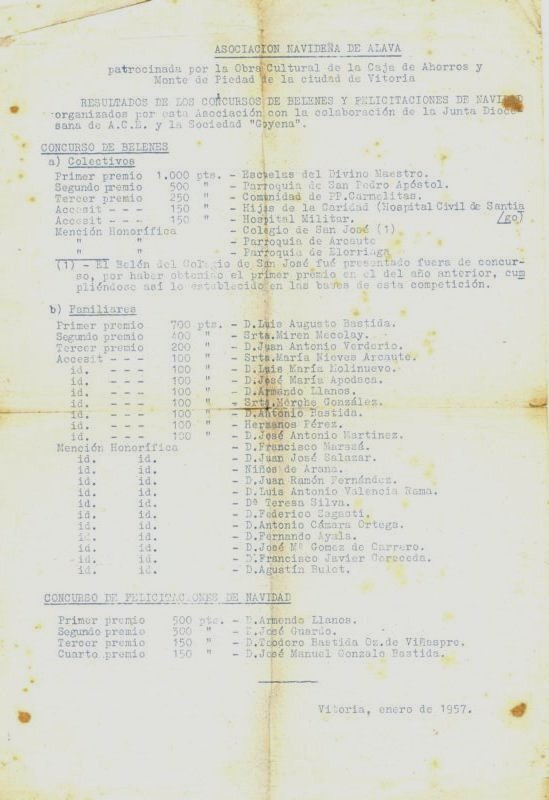 ASOCIACION NAVIDEÑA DE ALAVA
patrocinada por la Obra Cultural de la Caja de Ahorros y
Monte de Piedad de la ciudad de Vitoria
RESULTADOS DE LOS CONCURSOS DE BELENES Y FELICITACIONES DE NAVIDAD
organizados por esta Asociación con la colaboración de la Junta Dioce
sana de A.C.E. y la Sociedad "Goyena".
CONCURSO DE BELENES
a) Colectivos
Primer premio 1.000 pts. - Escuelas del Divino Maestro.
Segundo premio 500 " - Parroquia de San Pedro Apóstol.
Tercer premio 250 " - Comunidad de PP.Carmelitas.
Accesit - - - 150 " - Hijas de la Caridad (Hospital Civil de Santia
Accesit - - - 150 " - Hospital Militar. /go)
Mención Honorífica - Colegio de San José (1)
" " - Parroquia de Arcaute
" " - Parroquia de Elorriaga
(1) - El Belén del Colegio de San José fué presentado fuera de concur-
so, por haber obtenido el primer premio en el del año anterior, cum
pliéndose así lo establecido en las bases de esta competición.
b) Familiares
Primer premio 700 pts. - D.Luis Augusto Bastida.
Segundo premio 400 " - Srta.Miren Mecolay.
Tercer premio 200 " - D.Juan Antonio Verderio.
Accesit - - - 100 " - Srta.María Nieves Arcaute.
id. - - - 100 " - D.Luis María Molinuevo.
id. - - - 100 " - D.José María Apodaca.
id. - - - 100 " - D.Armando Llanos.
id. - - - 100 " - Srta.Merche González.
id. - - - 100 " - D.Antonio Bastida.
id. - - - 100 " - Hermanos Pérez.
id. - - - 100 " - D.José Antonio Martinez.
Mención Honorífica - D.Francisco Marazá.
id. id. - D.Juan José Salazar.
id. id. - Niños de Arana.
id. id. - D.Juan Ramón Fernández.
id. id. - D.Luis Antonio Valencia Rama.
id. id. - Dª Teresa Silva.
id. id. - D.Federico Sagasti.
id. id. - D.Antonio Cámara Ortega.
id. id. - D.Fernando Ayala.
id. id. - D.José Mª Gomez de Carrero.
id. id. - D.Francisco Javier
id. id. - D.Agustín Bulet.
CONCURSO DE FELICITACIONES DE NAVIDAD
Primer premio 500 pts. - D.Armando Llanos.
Segundo premio 300 " - D.José Guardo.
Tercer premio 150 " - D.Teodoro Bastida Oz.de Viñaspre.
Cuarto premio 150 " - D.José Manuel Gonzalo Bastida.
Vitoria, enero de 1957.